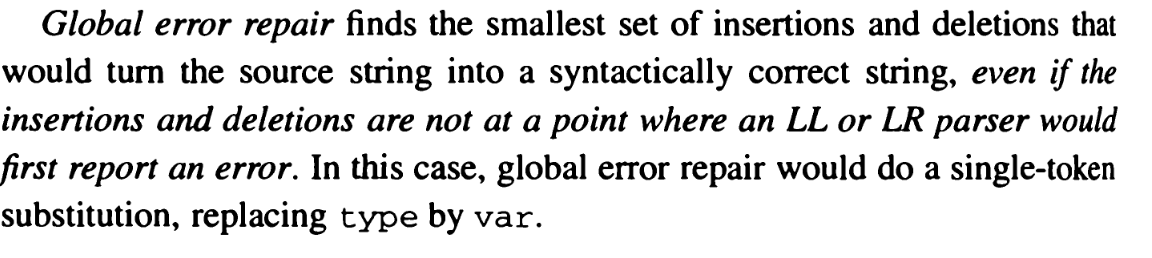 Global error repair finds the smallest set of insertions and deletions that
would turn the source string into a syntactically correct string, even if the
insertions and deletions are not at a point where an LL or LR parser would
first report an error. In this case, global error repair would do a single-token
substitution, replacing type by var.